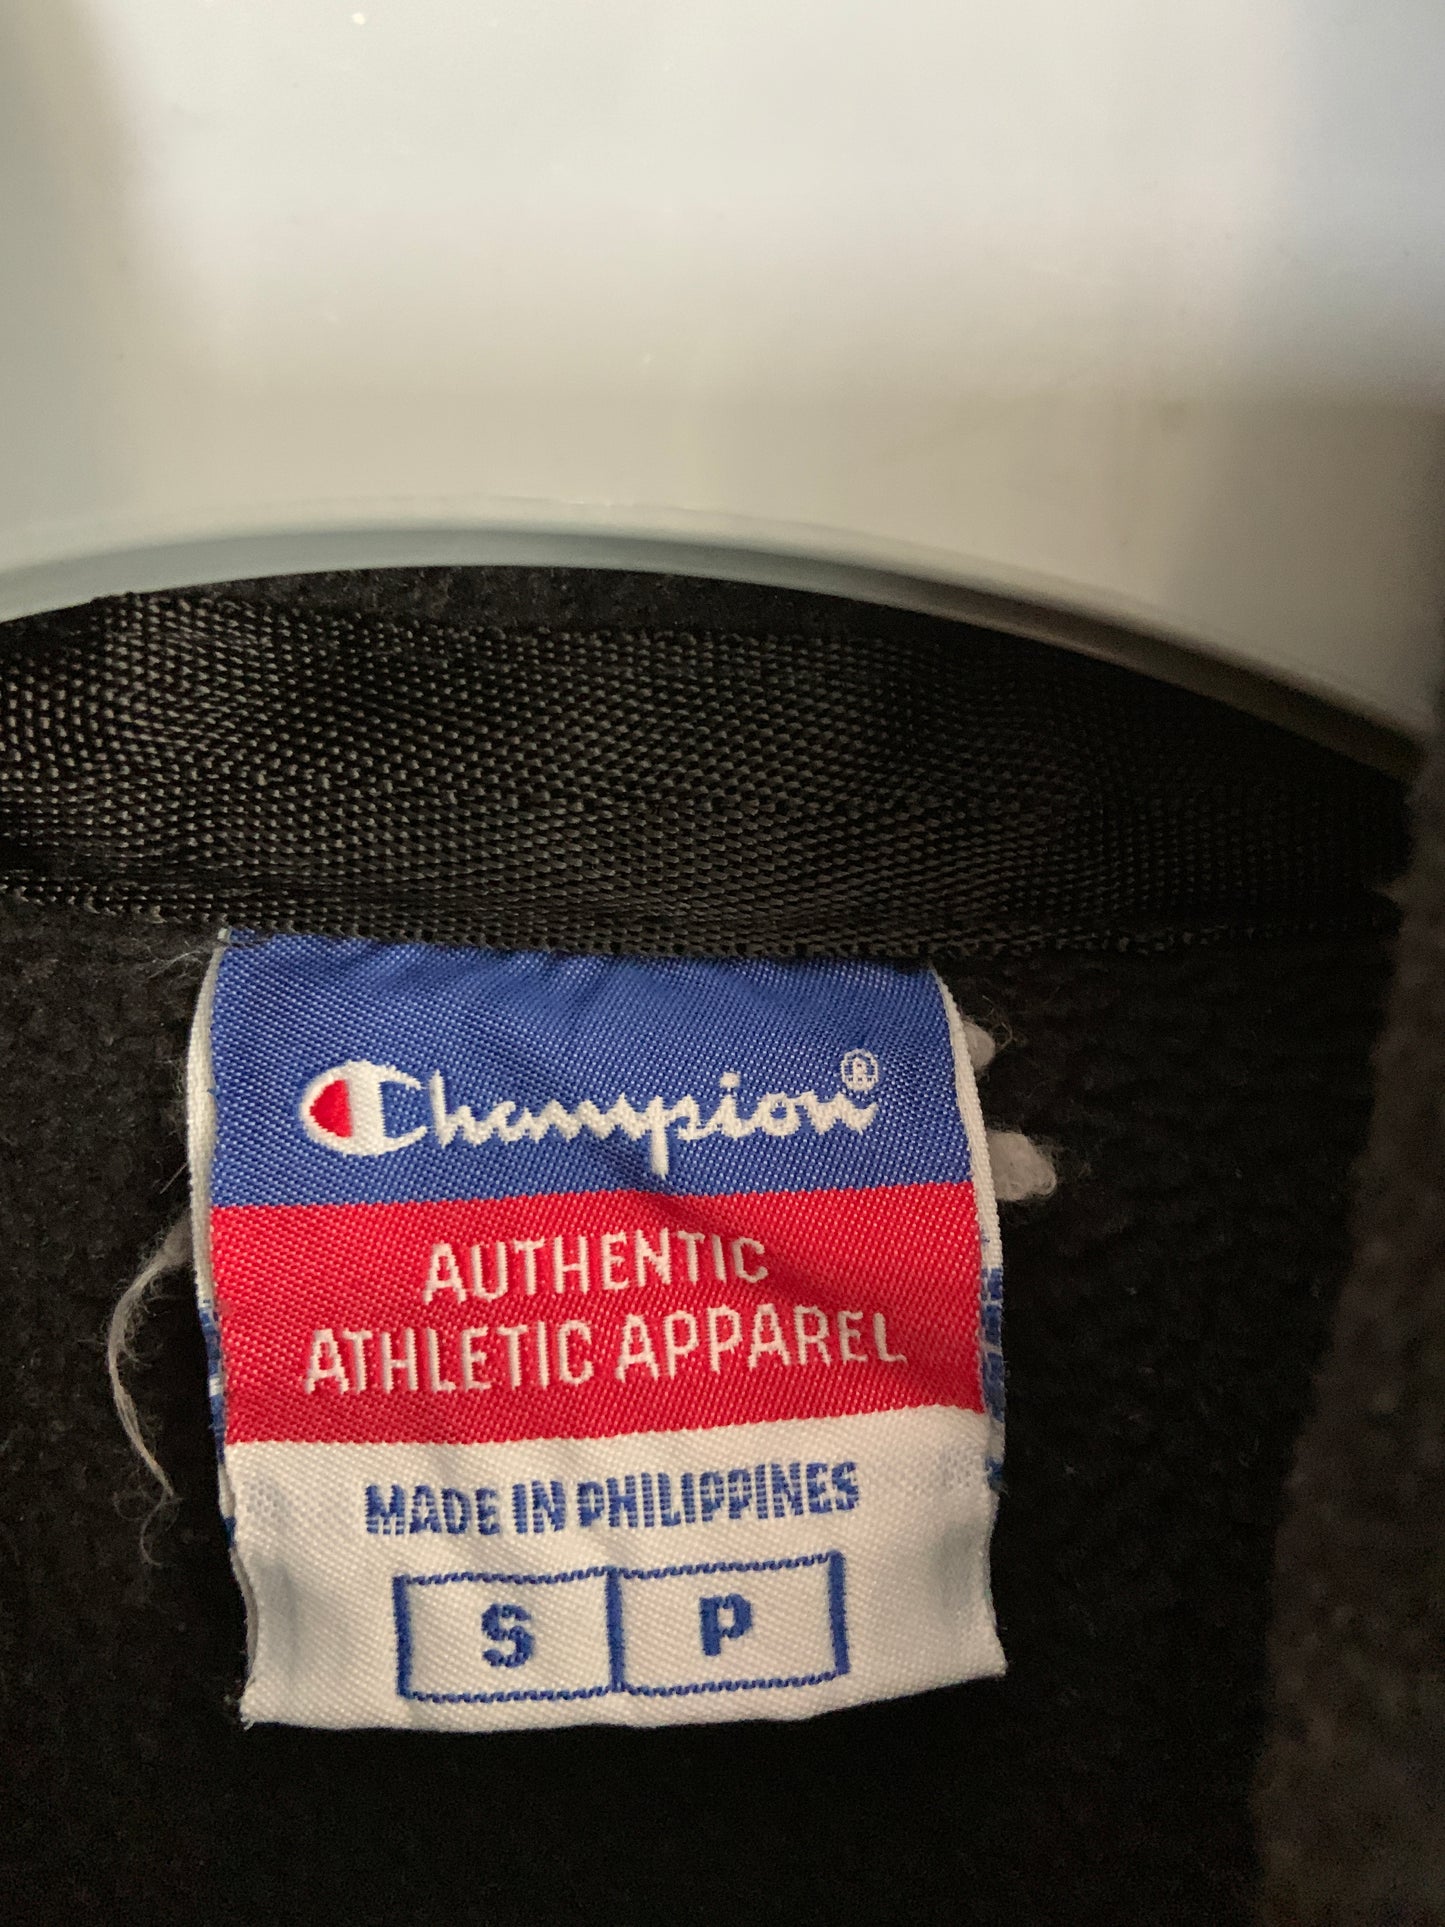 Champion®
AUTHENTIC
ATHLETIC APPAREL
MADE IN PHILIPPINES
S P